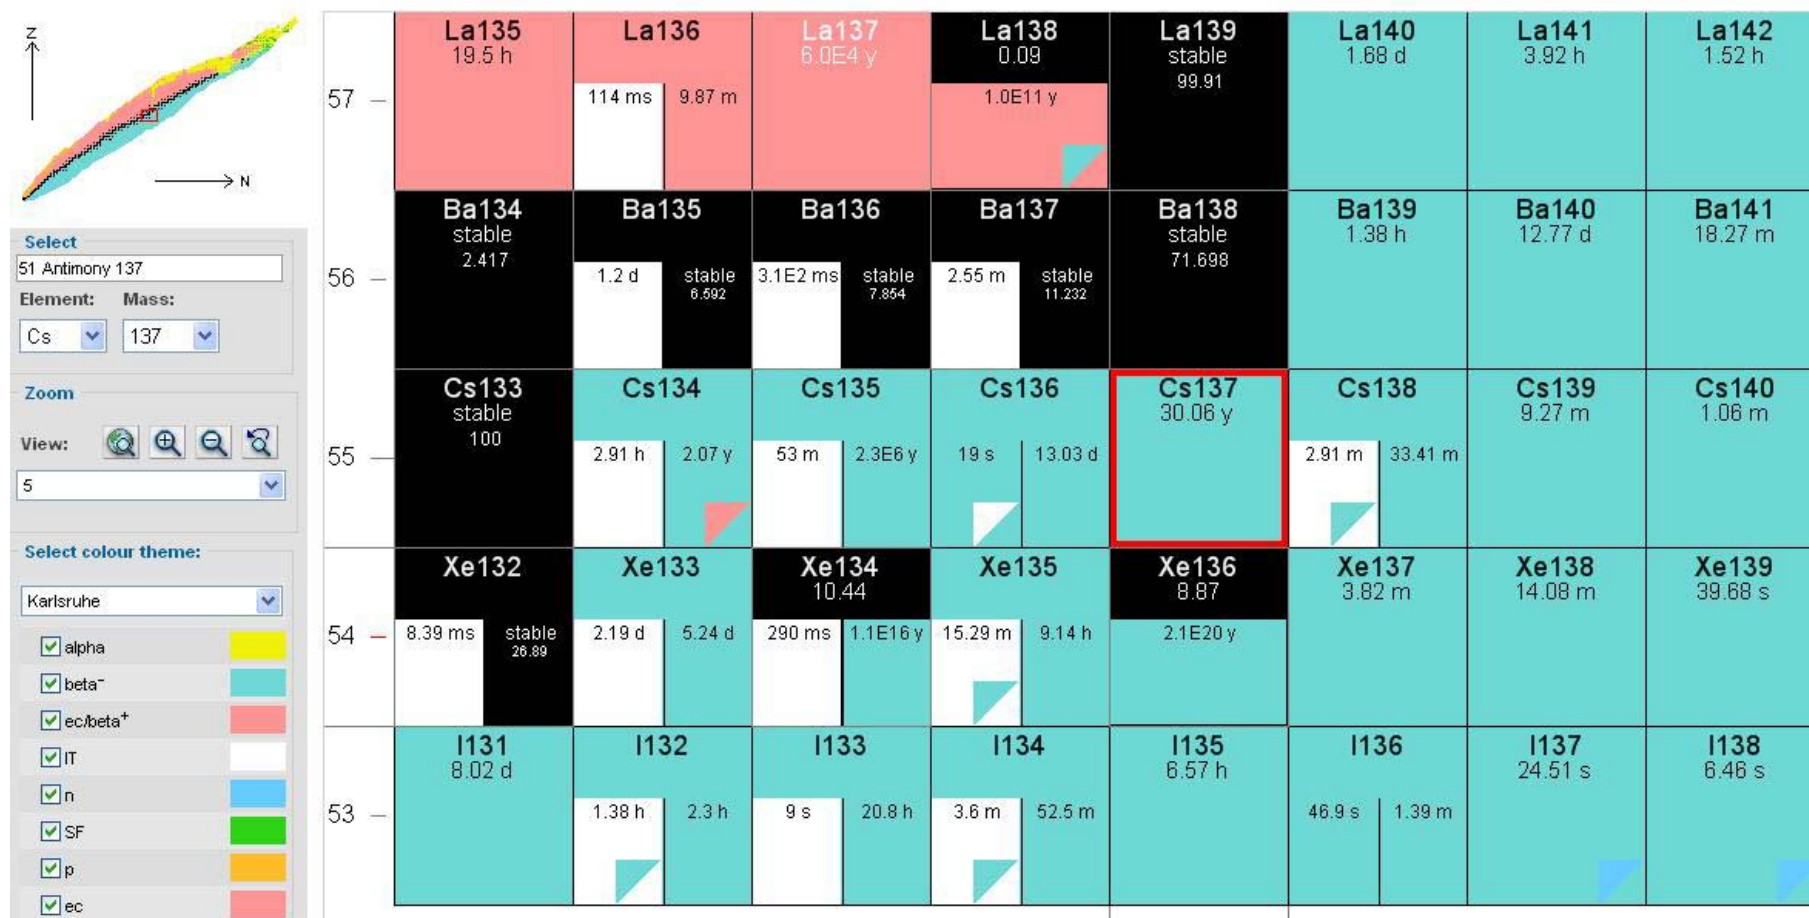 Z
N
Select
51 Antimony 137
Element: Mass:
Cs 137
Zoom
View:
5
Select colour theme:
Karlsruhe
alpha
beta⁻
ec/beta⁺
IT
n
SF
p
ec
57
La135
19.5 h
La136
114 ms 9.87 m
La137
6.0E4 y
La138
0.09
1.0E11 y
La139
stable
99.91
La140
1.68 d
La141
3.92 h
La142
1.52 h
56
Ba134
stable
2.417
Ba135
1.2 d stable
6.592
Ba136
3.1E2 ms stable
7.854
Ba137
2.55 m stable
11.232
Ba138
stable
71.698
Ba139
1.38 h
Ba140
12.77 d
Ba141
18.27 m
55
Cs133
stable
100
Cs134
2.91 h 2.07 y
Cs135
53 m 2.3E6 y
Cs136
19 s 13.03 d
Cs137
30.06 y
Cs138
2.91 m 33.41 m
Cs139
9.27 m
Cs140
1.06 m
54
Xe132
8.39 ms stable
26.89
Xe133
2.19 d 5.24 d
Xe134
10.44
290 ms 1.1E16 y
Xe135
15.29 m 9.14 h
Xe136
8.87
2.1E20 y
Xe137
3.82 m
Xe138
14.08 m
Xe139
39.68 s
53
I131
8.02 d
I132
1.38 h 2.3 h
I133
9 s 20.8 h
I134
3.6 m 52.5 m
I135
6.57 h
I136
46.9 s 1.39 m
I137
24.51 s
I138
6.46 s